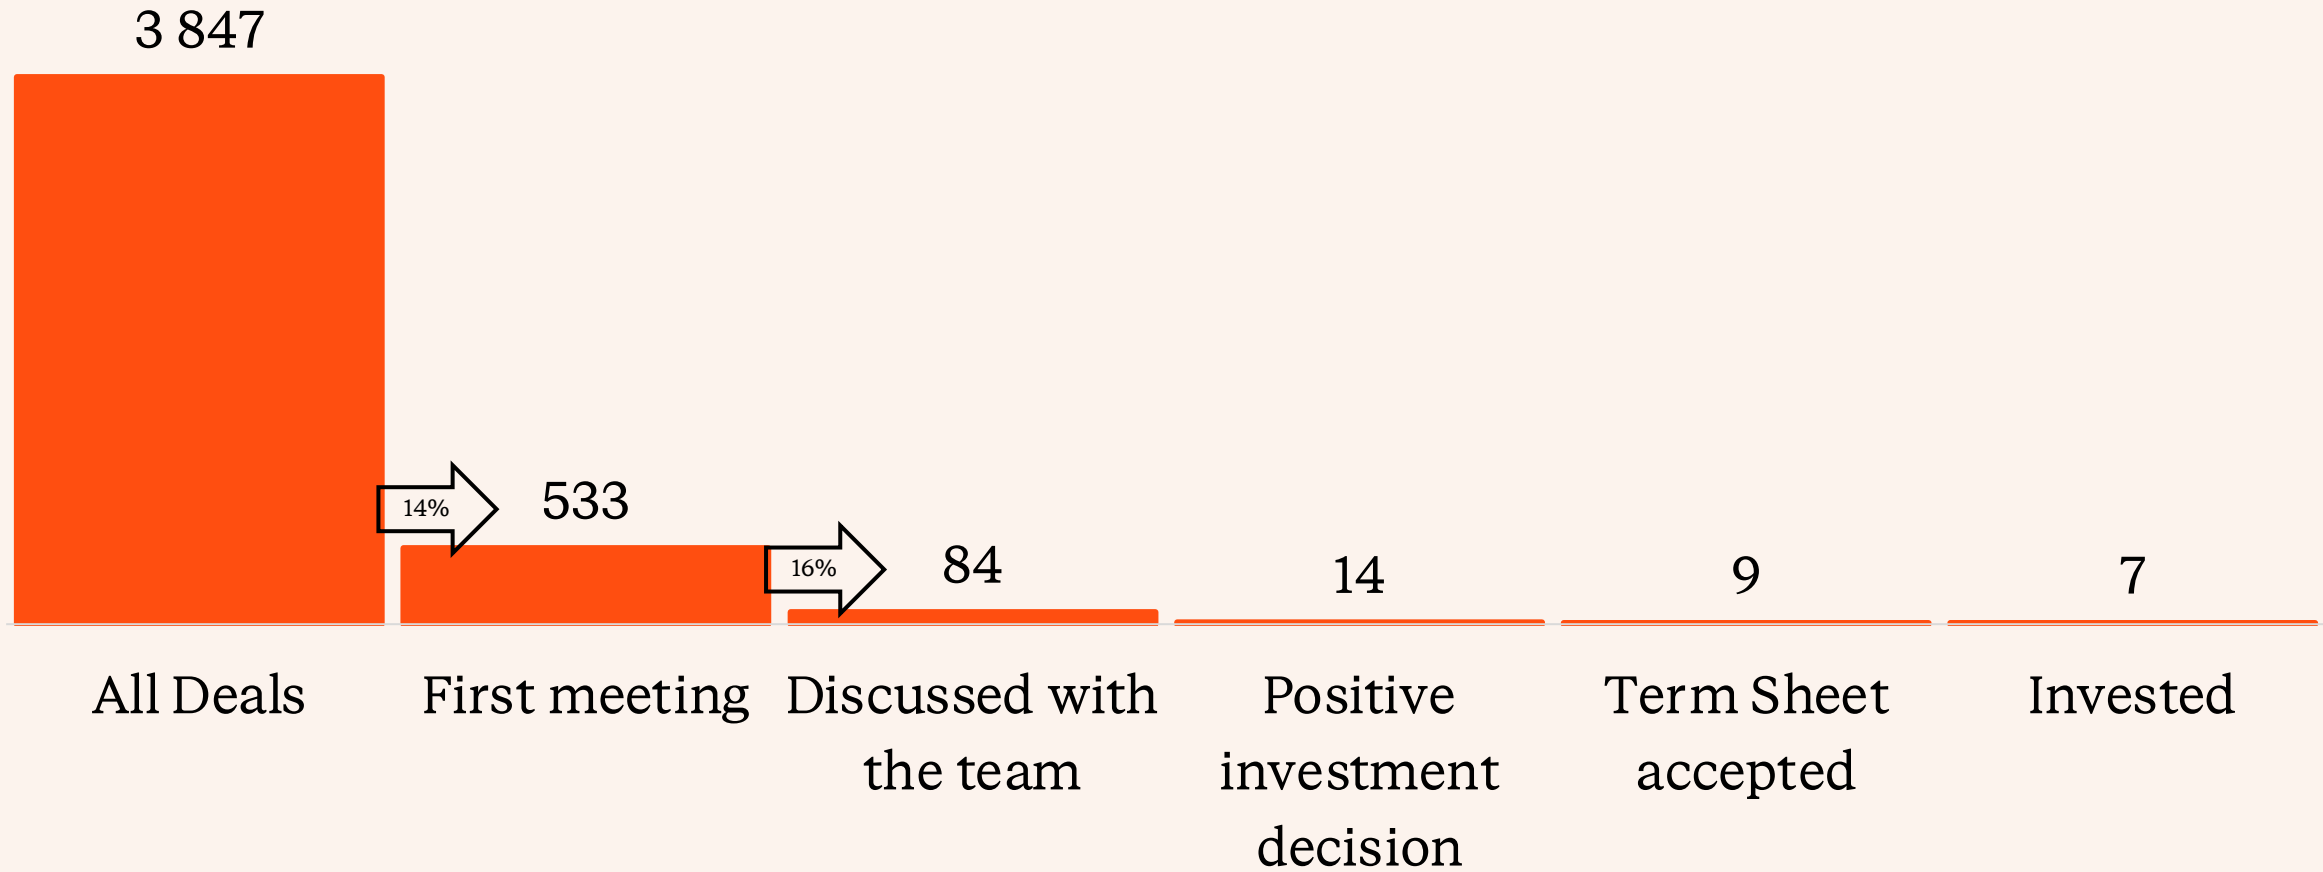 3 847
14%
533
16%
84
14
9
7
All Deals
First meeting
Discussed with
the team
Positive
investment
decision
Term Sheet
accepted
Invested